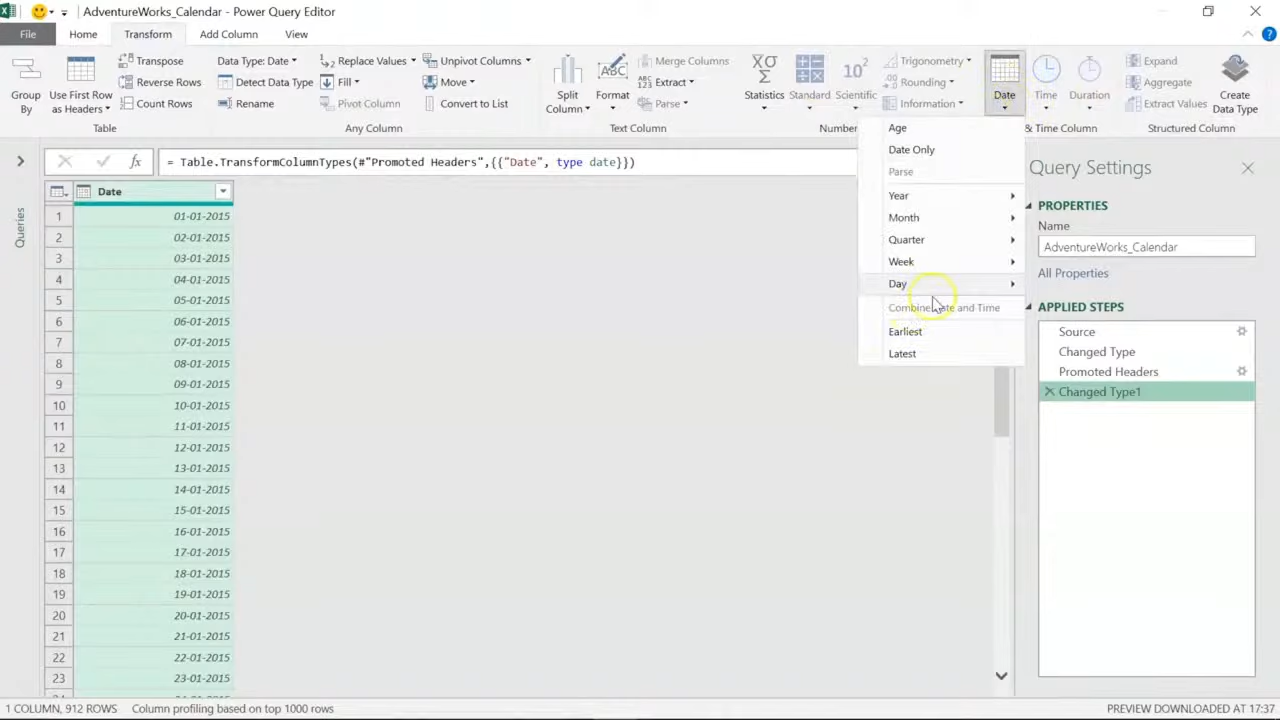 AdventureWorks_Calendar - Power Query Editor
File Home Transform Add Column View
Transpose Data Type: Date Replace Values Unpivot Columns Merge Columns Trigonometry Expand
Group By Use First Row as Headers Reverse Rows Detect Data Type Fill Move Split Column Format Extract Statistics Standard Scientific Rounding Date Time Duration Aggregate Create Data Type
ABC 10² Count Rows Rename Pivot Column Convert to List Parse Information Extract Values
Table Any Column Text Column Number & Time Column Structured Column
fx = Table.TransformColumnTypes(#"Promoted Headers",{{"Date", type date}})
Queries
Date
1 01-01-2015
2 02-01-2015
3 03-01-2015
4 04-01-2015
5 05-01-2015
6 06-01-2015
7 07-01-2015
8 08-01-2015
9 09-01-2015
10 10-01-2015
11 11-01-2015
12 12-01-2015
13 13-01-2015
14 14-01-2015
15 15-01-2015
16 16-01-2015
17 17-01-2015
18 18-01-2015
19 19-01-2015
20 20-01-2015
21 21-01-2015
22 22-01-2015
23 23-01-2015
Age
Date Only
Parse
Year
Month
Quarter
Week
Day
Combine Date and Time
Earliest
Latest
Query Settings
PROPERTIES
Name
AdventureWorks_Calendar
All Properties
APPLIED STEPS
Source
Changed Type
Promoted Headers
Changed Type1
1 COLUMN, 912 ROWS Column profiling based on top 1000 rows PREVIEW DOWNLOADED AT 17:37